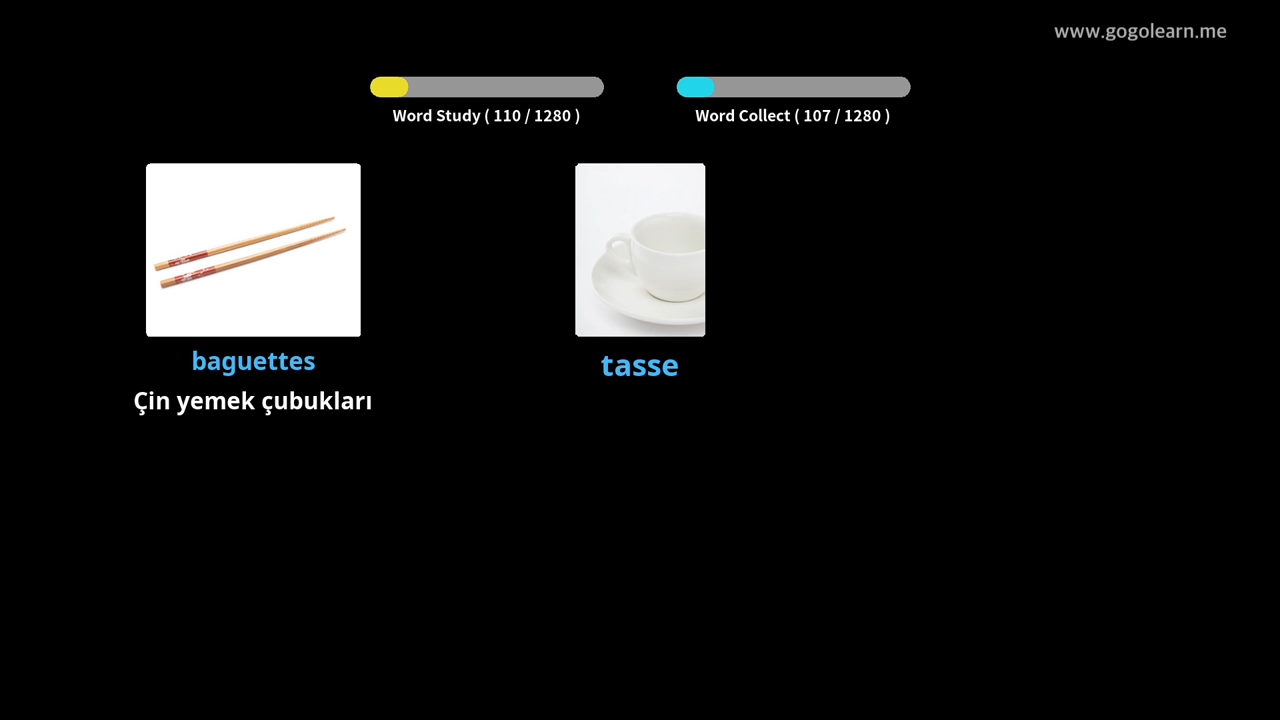 www.gogolearn.me
Word Study ( 110 / 1280 )
Word Collect ( 107 / 1280 )
baguettes
Çin yemek çubukları
tasse